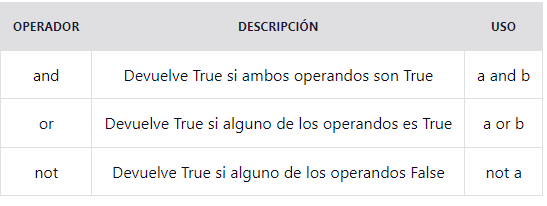 OPERADOR DESCRIPCIÓN USO
and Devuelve True si ambos operandos son True a and b
or Devuelve True si alguno de los operandos es True a or b
not Devuelve True si alguno de los operandos False not a